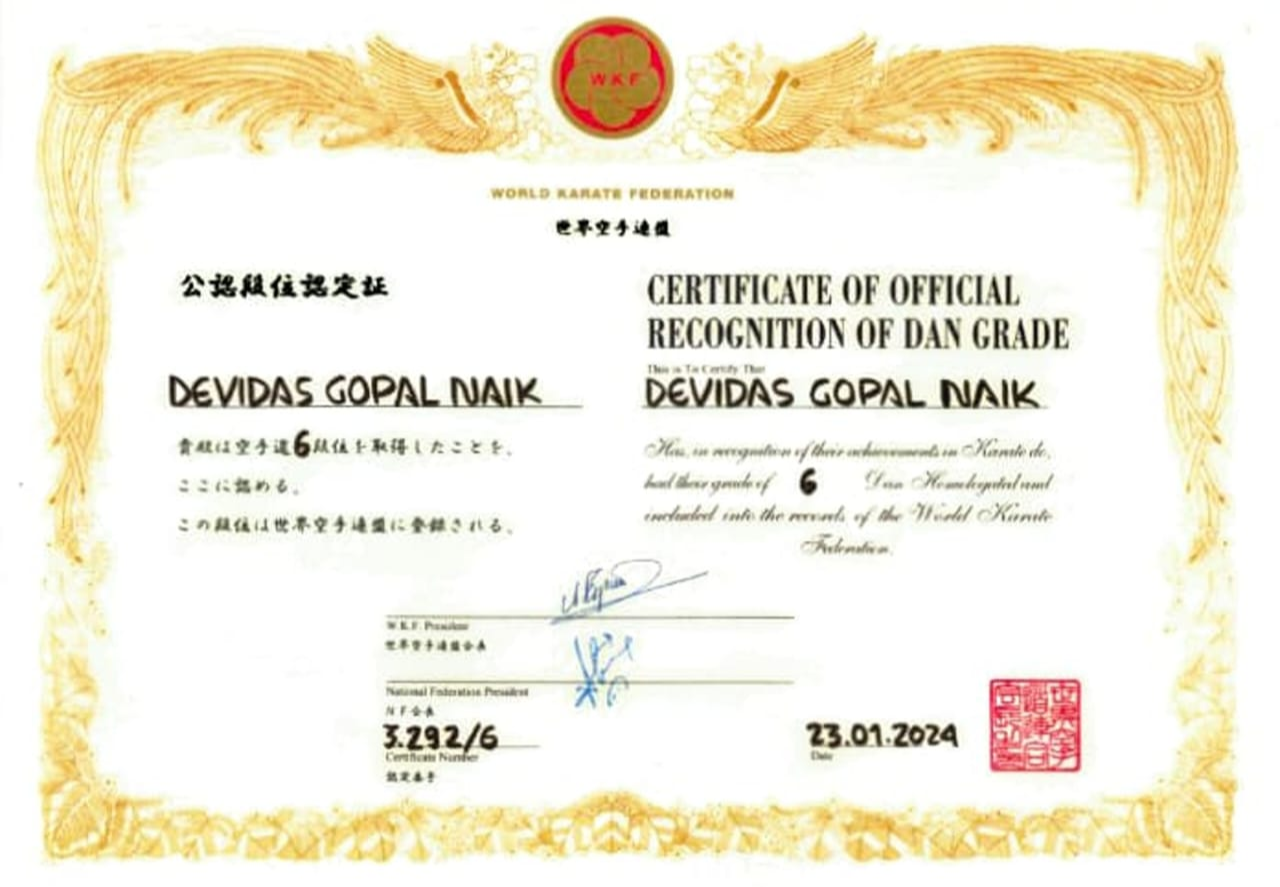 WKF
WORLD KARATE FEDERATION
世界空手連盟
公認段位認定証
DEVIDAS GOPAL NAIK
貴殿は空手道6段位を取得したことを、
ここに認める。
この段位は世界空手連盟に登録される。
CERTIFICATE OF OFFICIAL
RECOGNITION OF DAN GRADE
This is To Certify That
DEVIDAS GOPAL NAIK
Has, in recognition of their achievements in Karate do,
had their grade of 6 Dan Homologated and
included into the records of the World Karate
Federation.
W.K.F. President
世界空手連盟会長
National Federation President
N F 会長
3.292/6
Certificate Number
認定番号
23.01.2024
Date